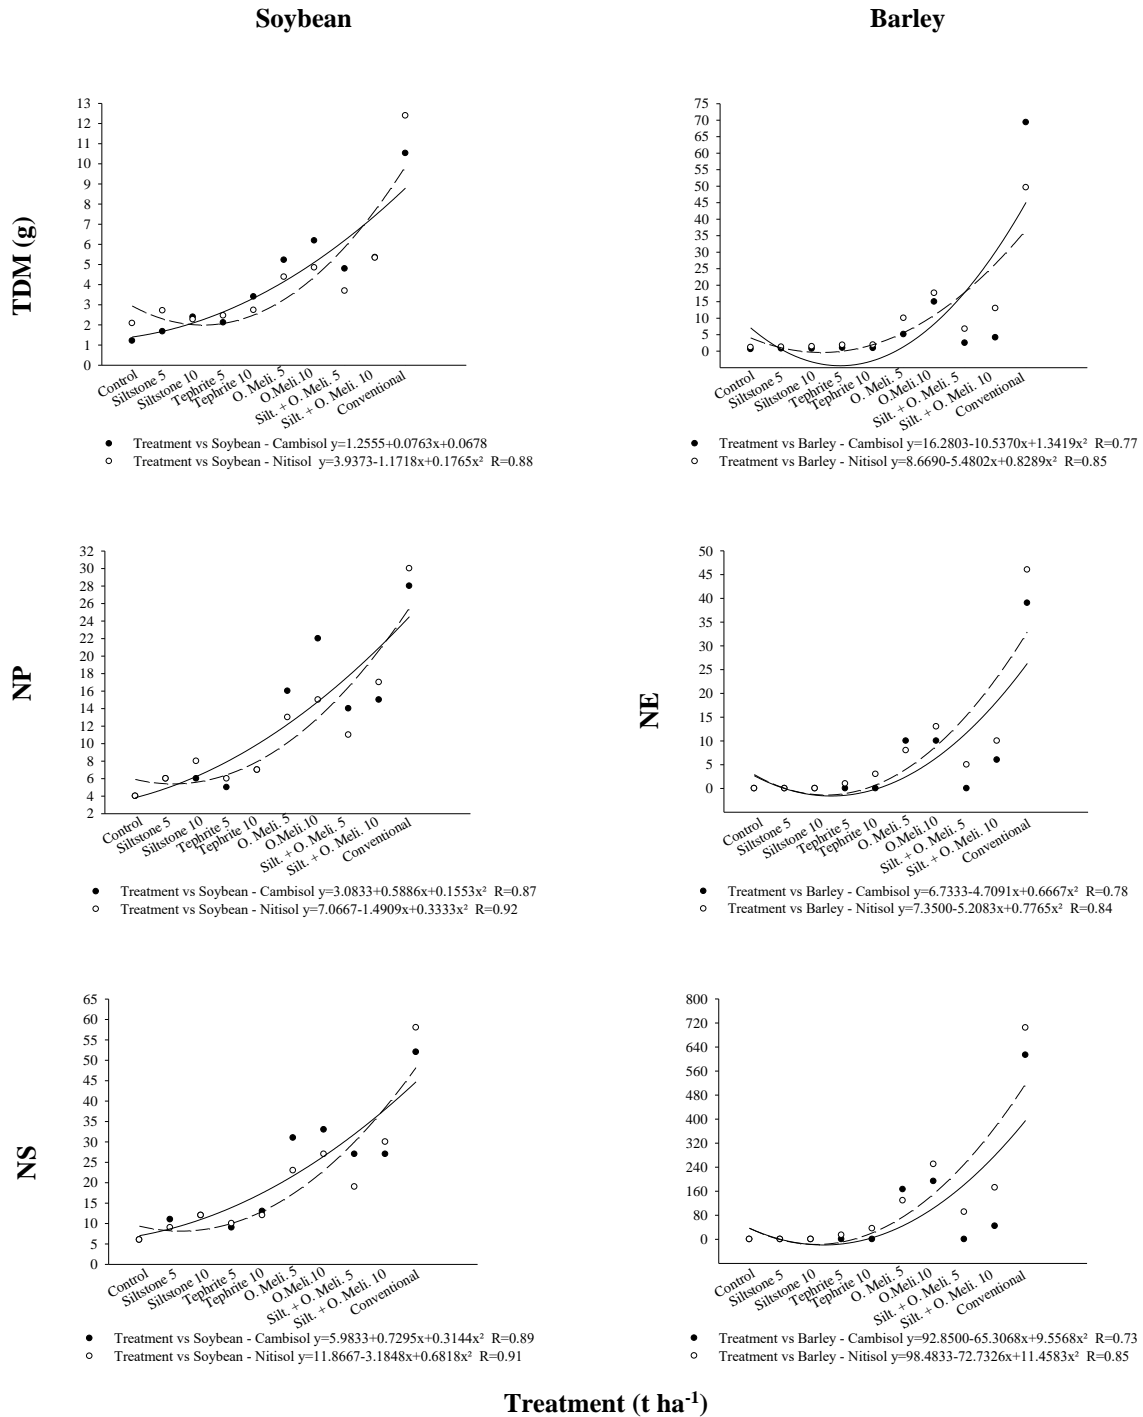 Soybean
Barley
TDM (g)
13
12
11
10
9
8
7
6
5
4
3
2
1
0
Control
Siltstone 5
Siltstone 10
Tephrite 5
Tephrite 10
O. Meli. 5
O.Meli.10
Silt. + O. Meli. 5
Silt. + O. Meli. 10
Conventional
Treatment vs Soybean - Cambisol y=1.2555+0.0763x+0.0678
Treatment vs Soybean - Nitisol y=3.9373-1.1718x+0.1765x² R=0.88
75
70
65
60
55
50
45
40
35
30
25
20
15
10
5
0
Control
Siltstone 5
Siltstone 10
Tephrite 5
Tephrite 10
O. Meli. 5
O.Meli.10
Silt. + O. Meli. 5
Silt. + O. Meli. 10
Conventional
Treatment vs Barley - Cambisol y=16.2803-10.5370x+1.3419x² R=0.77
Treatment vs Barley - Nitisol y=8.6690-5.4802x+0.8289x² R=0.85
NP
32
30
28
26
24
22
20
18
16
14
12
10
8
6
4
2
Control
Siltstone 5
Siltstone 10
Tephrite 5
Tephrite 10
O. Meli. 5
O.Meli.10
Silt. + O. Meli. 5
Silt. + O. Meli. 10
Conventional
Treatment vs Soybean - Cambisol y=3.0833+0.5886x+0.1553x² R=0.87
Treatment vs Soybean - Nitisol y=7.0667-1.4909x+0.3333x² R=0.92
NE
50
45
40
35
30
25
20
15
10
5
0
Control
Siltstone 5
Siltstone 10
Tephrite 5
Tephrite 10
O. Meli. 5
O.Meli.10
Silt. + O. Meli. 5
Silt. + O. Meli. 10
Conventional
Treatment vs Barley - Cambisol y=6.7333-4.7091x+0.6667x² R=0.78
Treatment vs Barley - Nitisol y=7.3500-5.2083x+0.7765x² R=0.84
NS
65
60
55
50
45
40
35
30
25
20
15
10
5
0
Control
Siltstone 5
Siltstone 10
Tephrite 5
Tephrite 10
O. Meli. 5
O.Meli.10
Silt. + O. Meli. 5
Silt. + O. Meli. 10
Conventional
Treatment vs Soybean - Cambisol y=5.9833+0.7295x+0.3144x² R=0.89
Treatment vs Soybean - Nitisol y=11.8667-3.1848x+0.6818x² R=0.91
800
720
640
560
480
400
320
240
160
80
0
Control
Siltstone 5
Siltstone 10
Tephrite 5
Tephrite 10
O. Meli. 5
O.Meli.10
Silt. + O. Meli. 5
Silt. + O. Meli. 10
Conventional
Treatment vs Barley - Cambisol y=92.8500-65.3068x+9.5568x² R=0.73
Treatment vs Barley - Nitisol y=98.4833-72.7326x+11.4583x² R=0.85
Treatment (t ha⁻¹)